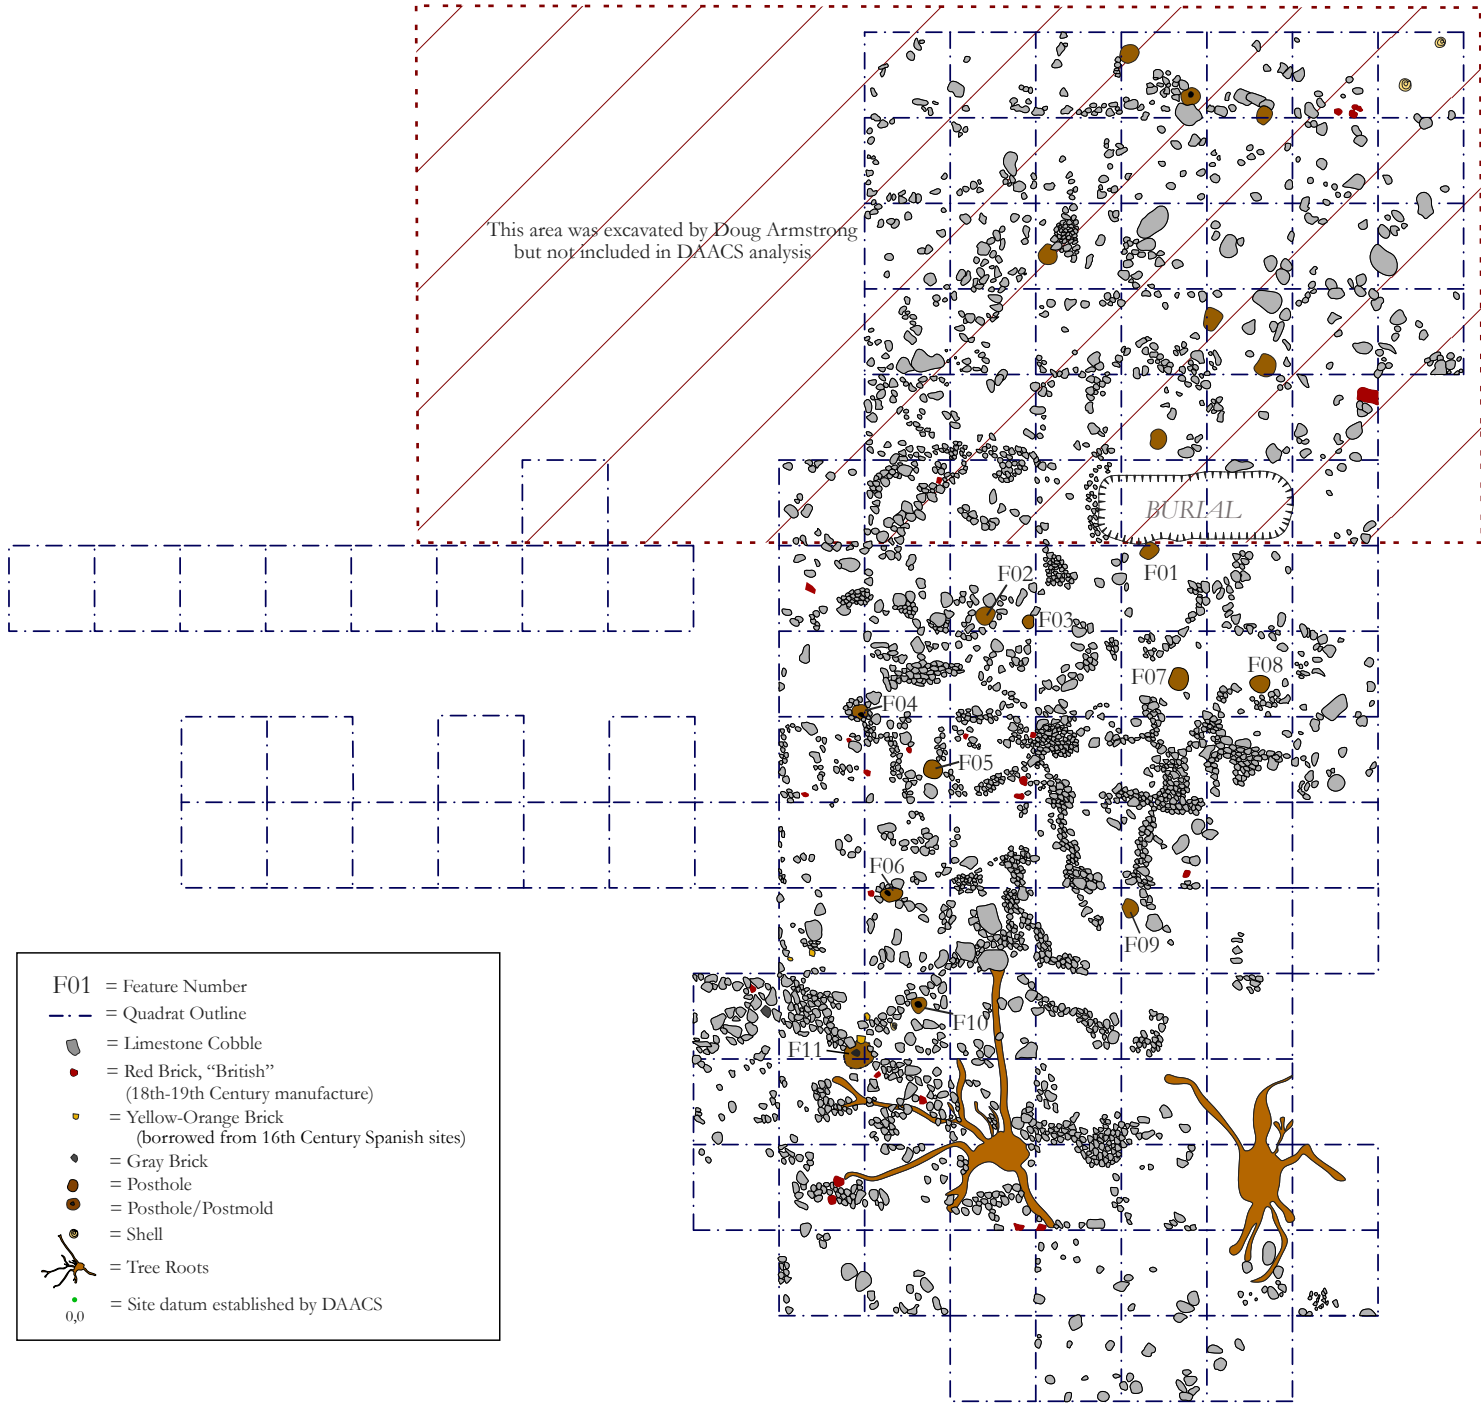 This area was excavated by Doug Armstrong
but not included in DAACS analysis
BURIAL
F01
F02
F03
F07
F08
F04
F05
F06
F09
F10
F11
F01 = Feature Number
= Quadrat Outline
= Limestone Cobble
= Red Brick, “British”
(18th-19th Century manufacture)
= Yellow-Orange Brick
(borrowed from 16th Century Spanish sites)
= Gray Brick
= Posthole
= Posthole/Postmold
= Shell
= Tree Roots
= Site datum established by DAACS
0,0